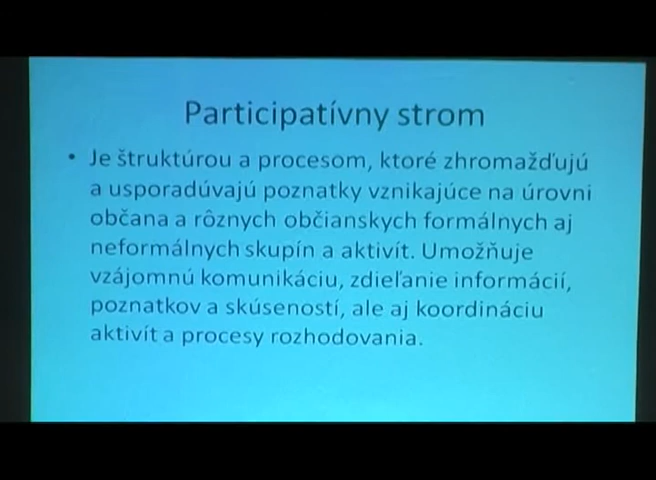 Participatívny strom
• Je štruktúrou a procesom, ktoré zhromažďujú
a usporadúvajú poznatky vznikajúce na úrovni
občana a rôznych občianskych formálnych aj
neformálnych skupín a aktivít. Umožňuje
vzájomnú komunikáciu, zdieľanie informácií,
poznatkov a skúseností, ale aj koordináciu
aktivít a procesy rozhodovania.